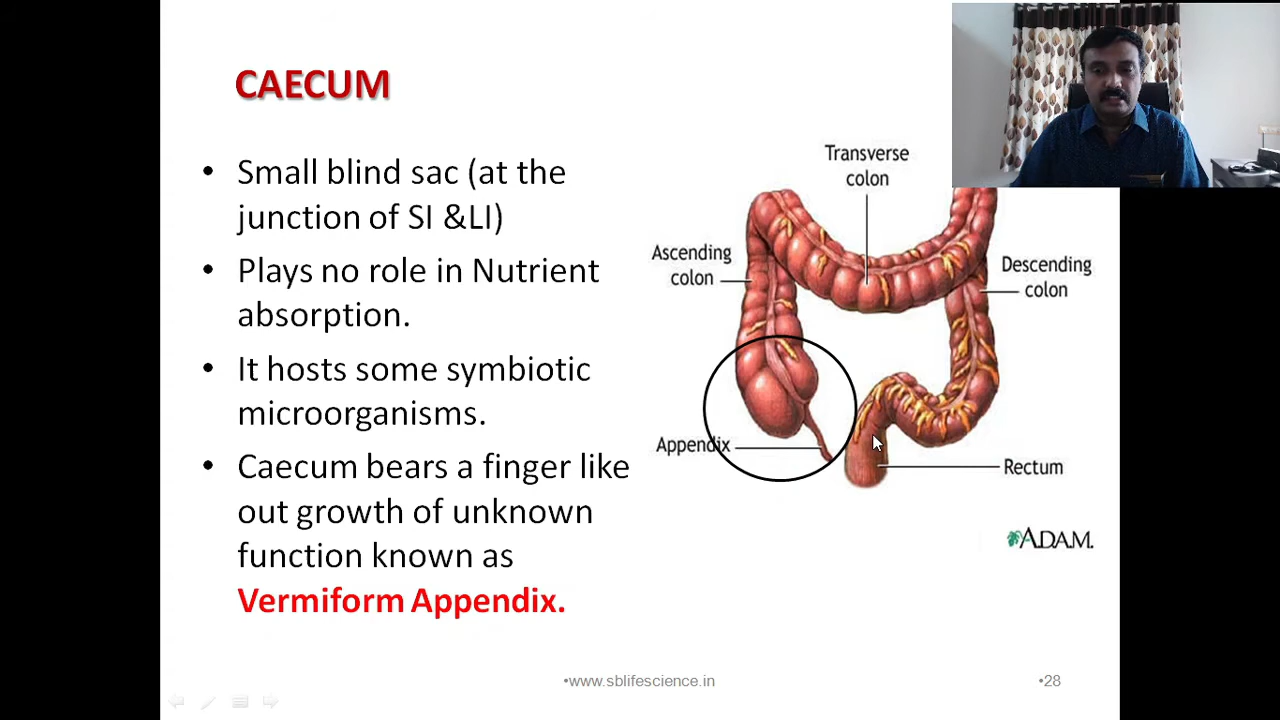 CAECUM
• Small blind sac (at the
junction of SI &LI)
• Plays no role in Nutrient
absorption.
• It hosts some symbiotic
microorganisms.
• Caecum bears a finger like
out growth of unknown
function known as
Vermiform Appendix.
Transverse
colon
Ascending
colon
Descending
colon
Appendix
Rectum
A.D.A.M.
•www.sblifescience.in
•28